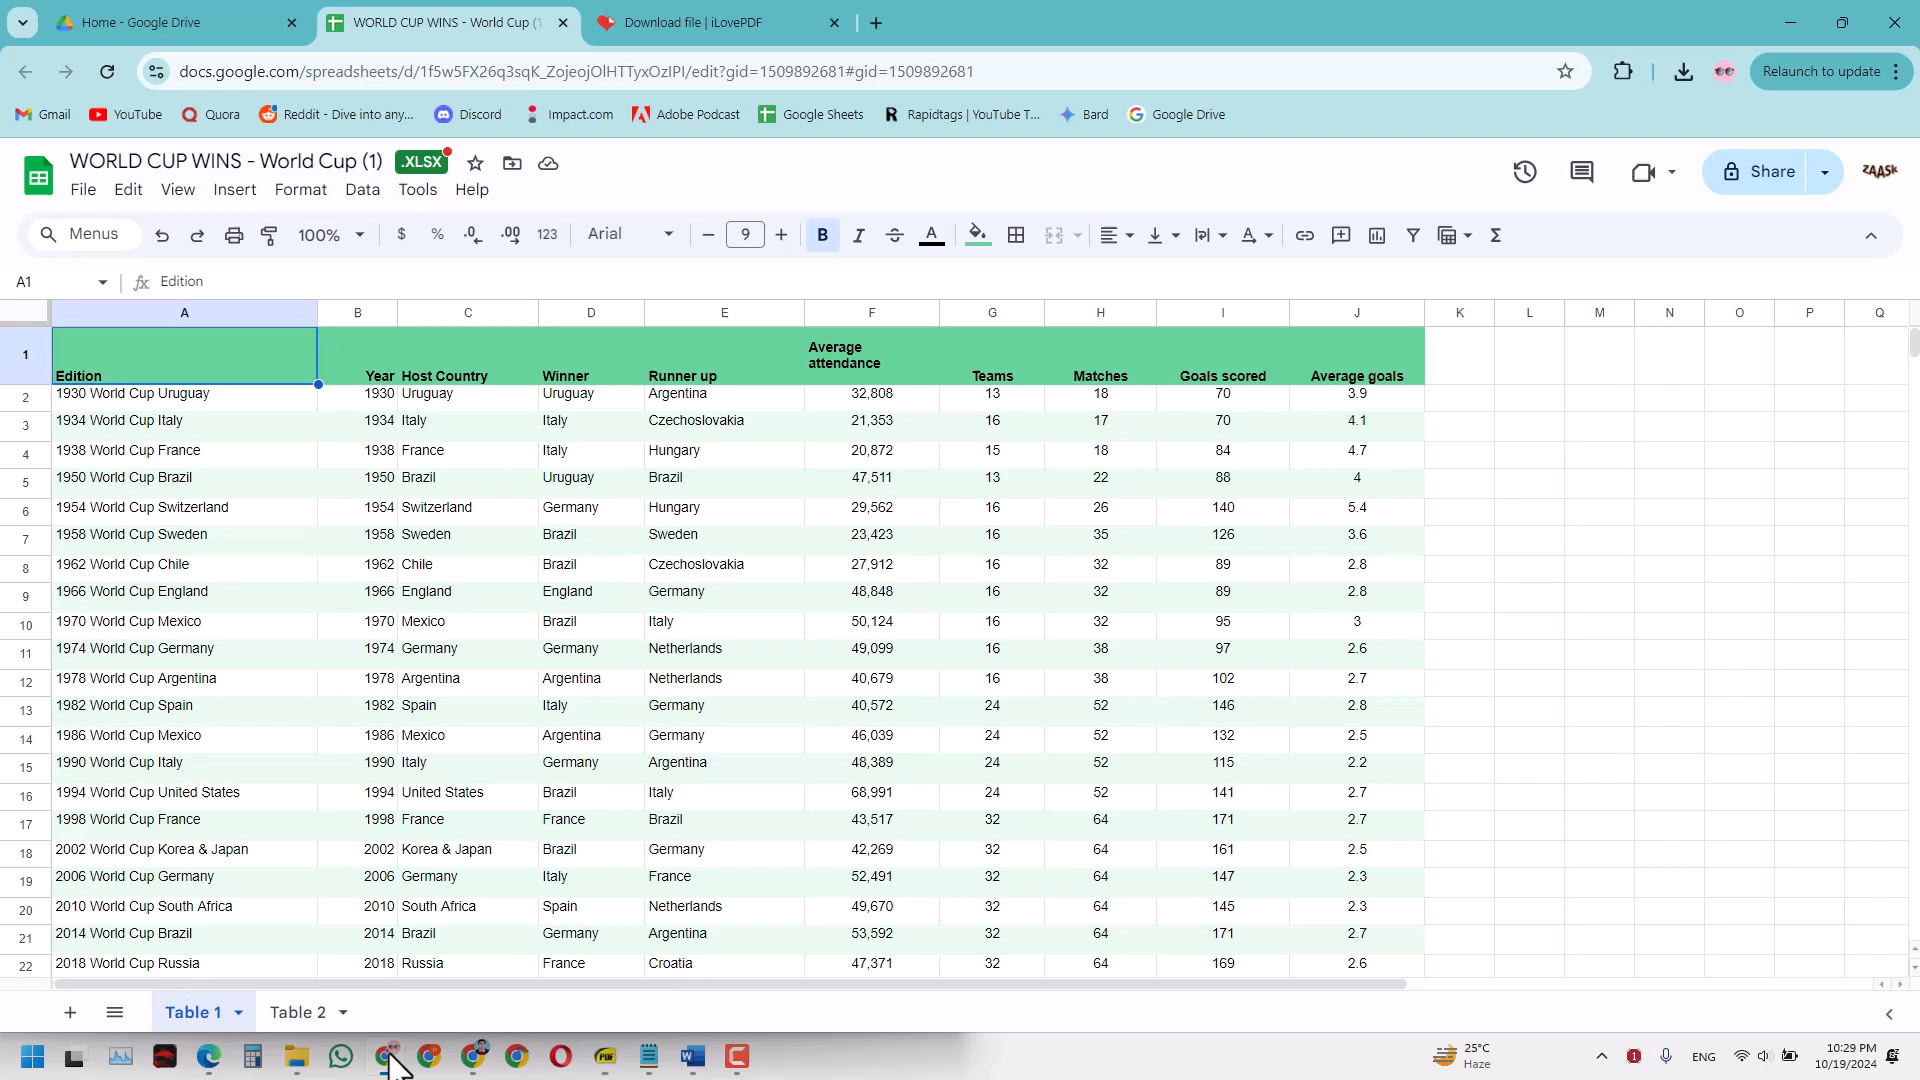 Home - Google Drive
WORLD CUP WINS - World Cup (1
Download file | iLovePDF
docs.google.com/spreadsheets/d/1f5w5FX26q3sqK_ZojeojOlHTTyxOzIPI/edit?gid=1509892681#gid=1509892681
Relaunch to update
Gmail YouTube Quora Reddit - Dive into any... Discord Impact.com Adobe Podcast Google Sheets Rapidtags | YouTube T... Bard Google Drive
WORLD CUP WINS - World Cup (1) .XLSX
Share
ZAASK
File Edit View Insert Format Data Tools Help
Menus 100% $ % .0 .00 123 Arial 9 B I A
A1 fx Edition
A B C D E F G H I J K L M N O P Q
1 Edition Year Host Country Winner Runner up Average attendance Teams Matches Goals scored Average goals
2 1930 World Cup Uruguay 1930 Uruguay Uruguay Argentina 32,808 13 18 70 3.9
3 1934 World Cup Italy 1934 Italy Italy Czechoslovakia 21,353 16 17 70 4.1
4 1938 World Cup France 1938 France Italy Hungary 20,872 15 18 84 4.7
5 1950 World Cup Brazil 1950 Brazil Uruguay Brazil 47,511 13 22 88 4
6 1954 World Cup Switzerland 1954 Switzerland Germany Hungary 29,562 16 26 140 5.4
7 1958 World Cup Sweden 1958 Sweden Brazil Sweden 23,423 16 35 126 3.6
8 1962 World Cup Chile 1962 Chile Brazil Czechoslovakia 27,912 16 32 89 2.8
9 1966 World Cup England 1966 England England Germany 48,848 16 32 89 2.8
10 1970 World Cup Mexico 1970 Mexico Brazil Italy 50,124 16 32 95 3
11 1974 World Cup Germany 1974 Germany Germany Netherlands 49,099 16 38 97 2.6
12 1978 World Cup Argentina 1978 Argentina Argentina Netherlands 40,679 16 38 102 2.7
13 1982 World Cup Spain 1982 Spain Italy Germany 40,572 24 52 146 2.8
14 1986 World Cup Mexico 1986 Mexico Argentina Germany 46,039 24 52 132 2.5
15 1990 World Cup Italy 1990 Italy Germany Argentina 48,389 24 52 115 2.2
16 1994 World Cup United States 1994 United States Brazil Italy 68,991 24 52 141 2.7
17 1998 World Cup France 1998 France France Brazil 43,517 32 64 171 2.7
18 2002 World Cup Korea & Japan 2002 Korea & Japan Brazil Germany 42,269 32 64 161 2.5
19 2006 World Cup Germany 2006 Germany Italy France 52,491 32 64 147 2.3
20 2010 World Cup South Africa 2010 South Africa Spain Netherlands 49,670 32 64 145 2.3
21 2014 World Cup Brazil 2014 Brazil Germany Argentina 53,592 32 64 171 2.7
22 2018 World Cup Russia 2018 Russia France Croatia 47,371 32 64 169 2.6
Table 1 Table 2
25°C
Haze
1
ENG
10:29 PM
10/19/2024